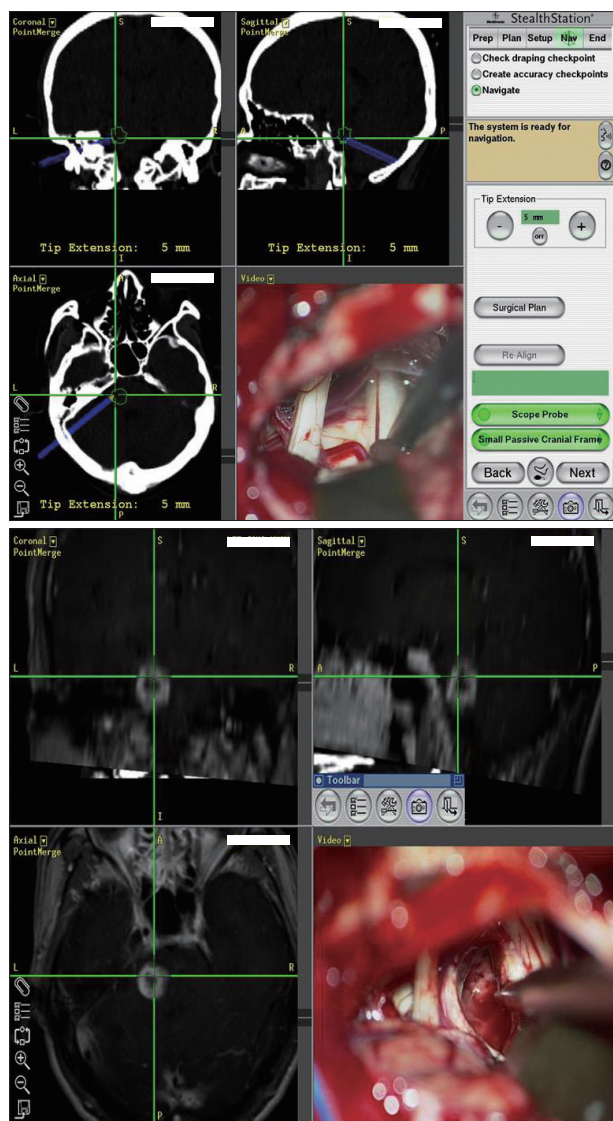 Coronal
PointMerge
S
L
R
Tip Extension: 5 mm
I
Sagittal
PointMerge
S
A
P
Tip Extension: 5 mm
I
Axial
PointMerge
A
L
R
Tip Extension: 5 mm
P
Video
Medtronic
StealthStation
Prep Plan Setup Nav End
Check draping checkpoint
Create accuracy checkpoints
Navigate
The system is ready for
navigation.
Tip Extension
- 5 mm +
OFF
Surgical Plan
Re-Align
Scope Probe
Small Passive Cranial Frame
Back Next
Coronal
PointMerge
S
L
R
I
Sagittal
PointMerge
S
A
P
Toolbar
Axial
PointMerge
A
L
R
P
Video